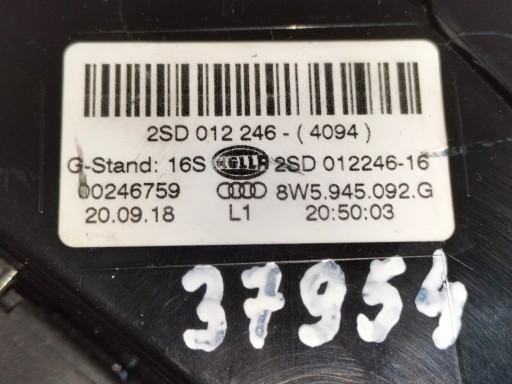 2SD 012 246 - ( 4094 )
G-Stand: 16S HELLA 2SD 012246-16
00246759 8W5.945.092.G
20.09.18 L1 20:50:03
37954